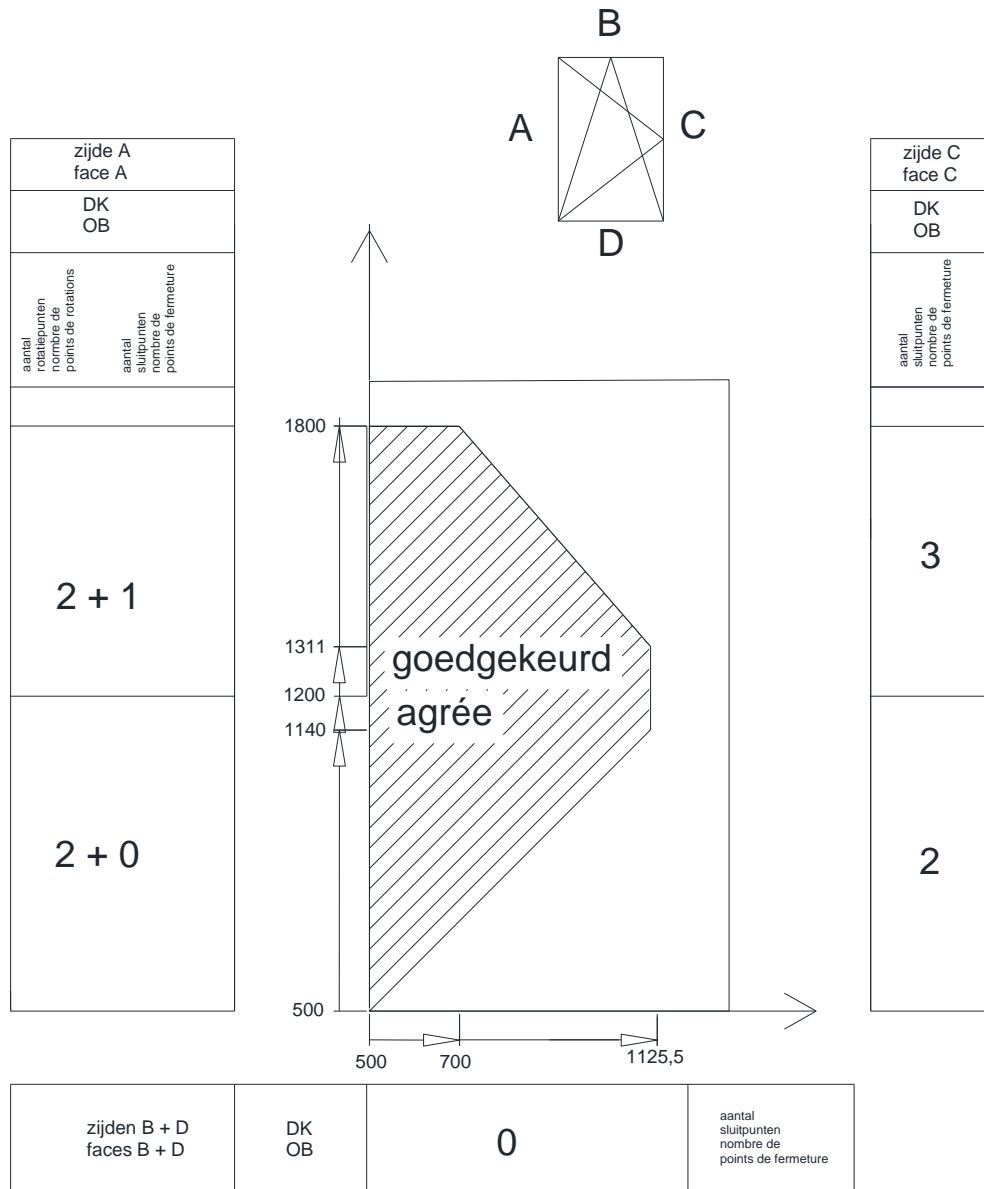 B
A
C
D
zijde A
face A
DK
OB
aantal
rotatiepunten
nombre de
points de rotations
aantal
sluitpunten
nombre de
points de fermeture
2 + 1
2 + 0
1800
1311
1200
1140
500
goedgekeurd
agrée
500
700
1125,5
zijde C
face C
DK
OB
aantal
sluitpunten
nombre de
points de fermeture
3
2
zijden B + D
faces B + D
DK
OB
0
aantal
sluitpunten
nombre de
points de fermeture